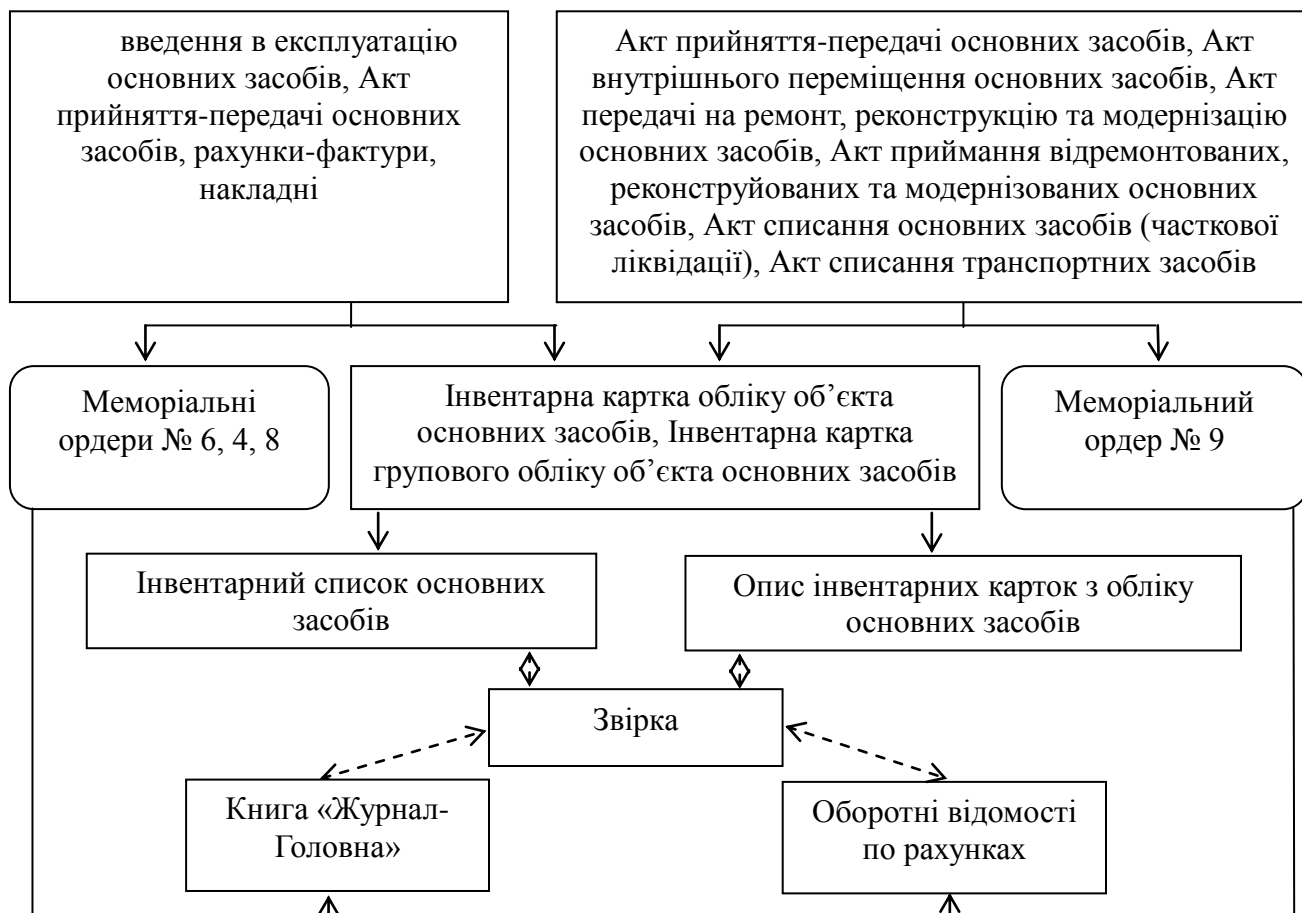 введення в експлуатацію
основних засобів, Акт
прийняття-передачі основних
засобів, рахунки-фактури,
накладні
Акт прийняття-передачі основних засобів, Акт
внутрішнього переміщення основних засобів, Акт
передачі на ремонт, реконструкцію та модернізацію
основних засобів, Акт приймання відремонтованих,
реконструйованих та модернізованих основних
засобів, Акт списання основних засобів (часткової
ліквідації), Акт списання транспортних засобів
Меморіальні
ордери № 6, 4, 8
Інвентарна картка обліку об’єкта
основних засобів, Інвентарна картка
групового обліку об’єкта основних засобів
Меморіальний
ордер № 9
Інвентарний список основних
засобів
Опис інвентарних карток з обліку
основних засобів
Звірка
Книга «Журнал-
Головна»
Оборотні відомості
по рахунках